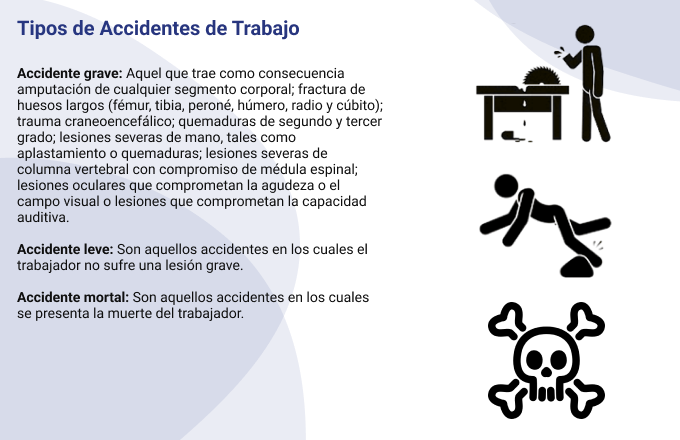 Tipos de Accidentes de Trabajo
Accidente grave: Aquel que trae como consecuencia
amputación de cualquier segmento corporal; fractura de
huesos largos (fémur, tibia, peroné, húmero, radio y cúbito);
trauma craneoencefálico; quemaduras de segundo y tercer
grado; lesiones severas de mano, tales como
aplastamiento o quemaduras; lesiones severas de
columna vertebral con compromiso de médula espinal;
lesiones oculares que comprometan la agudeza o el
campo visual o lesiones que comprometan la capacidad
auditiva.
Accidente leve: Son aquellos accidentes en los cuales el
trabajador no sufre una lesión grave.
Accidente mortal: Son aquellos accidentes en los cuales
se presenta la muerte del trabajador.